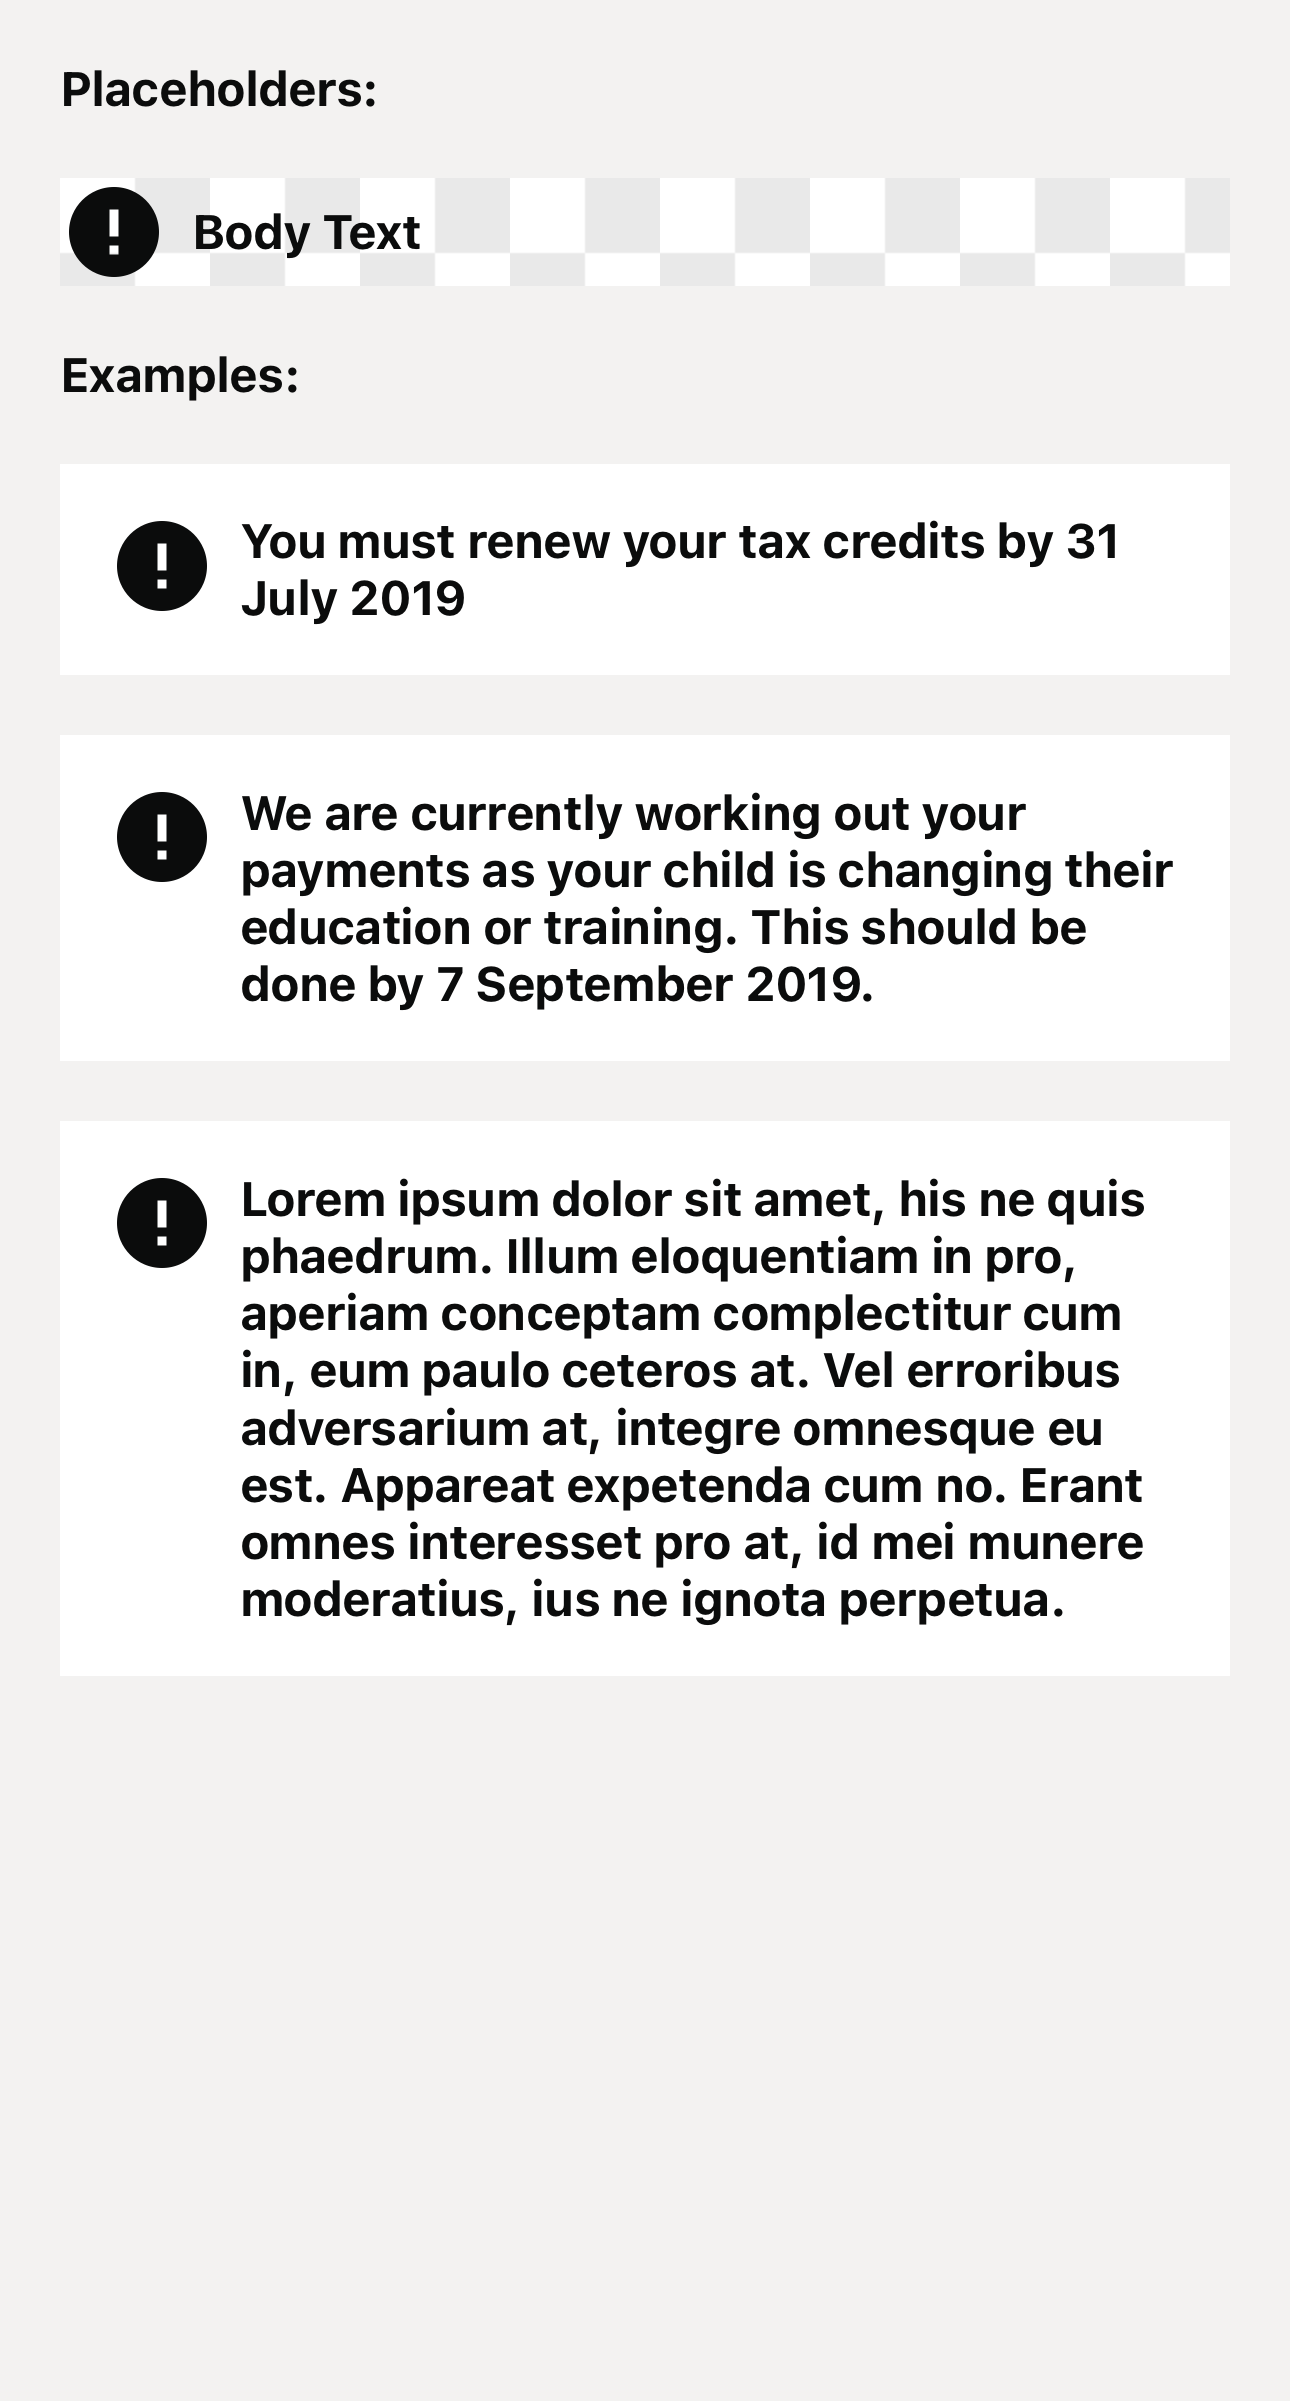 Placeholders:
! Body Text
Examples:
! You must renew your tax credits by 31
July 2019
! We are currently working out your
payments as your child is changing their
education or training. This should be
done by 7 September 2019.
! Lorem ipsum dolor sit amet, his ne quis
phaedrum. Illum eloquentiam in pro,
aperiam conceptam complectitur cum
in, eum paulo ceteros at. Vel erroribus
adversarium at, integre omnesque eu
est. Appareat expetenda cum no. Erant
omnes interesset pro at, id mei munere
moderatius, ius ne ignota perpetua.